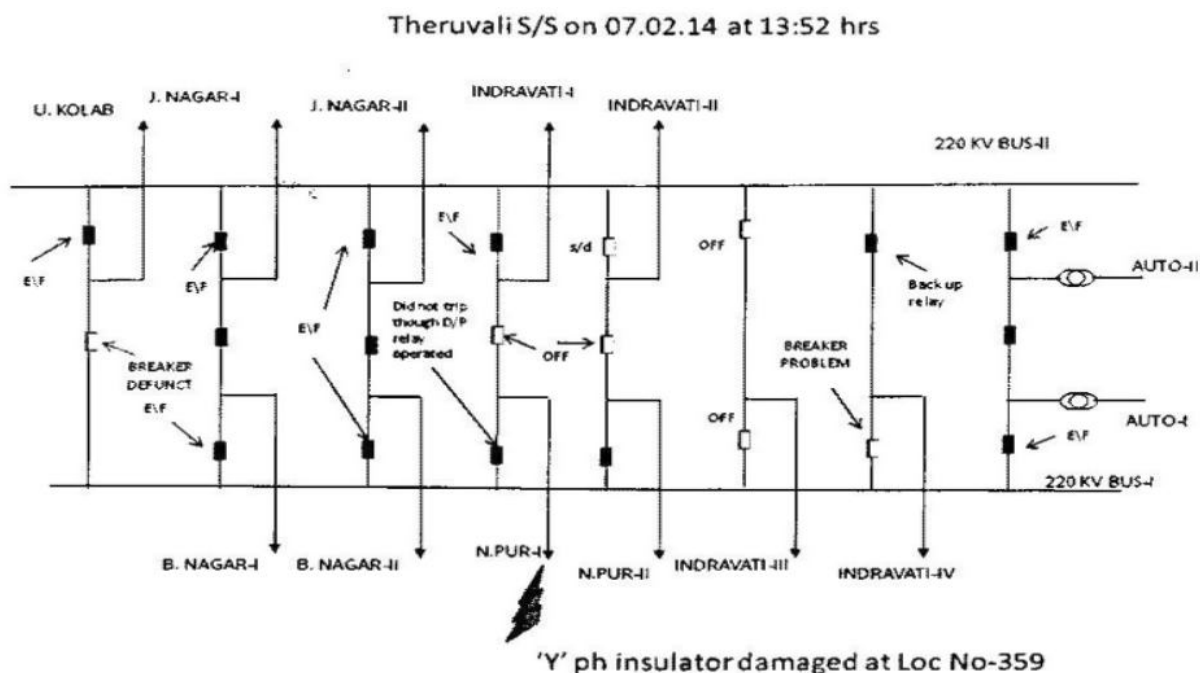 Theruvali S/S on 07.02.14 at 13:52 hrs
U. KOLAB
J. NAGAR-I
J. NAGAR-II
INDRAVATI-I
INDRAVATI-II
220 KV BUS-II
E\F
E\F
E\F
E\F
s/d
OFF
Back up
relay
E\F
AUTO-II
BREAKER
DEFUNCT
E\F
Did not trip
though D/P
relay
operated
OFF
BREAKER
PROBLEM
OFF
E\F
AUTO-I
220 KV BUS-I
B. NAGAR-I
B. NAGAR-II
N.PUR-I
N.PUR-II
INDRAVATI-III
INDRAVATI-IV
'Y' ph insulator damaged at Loc No-359